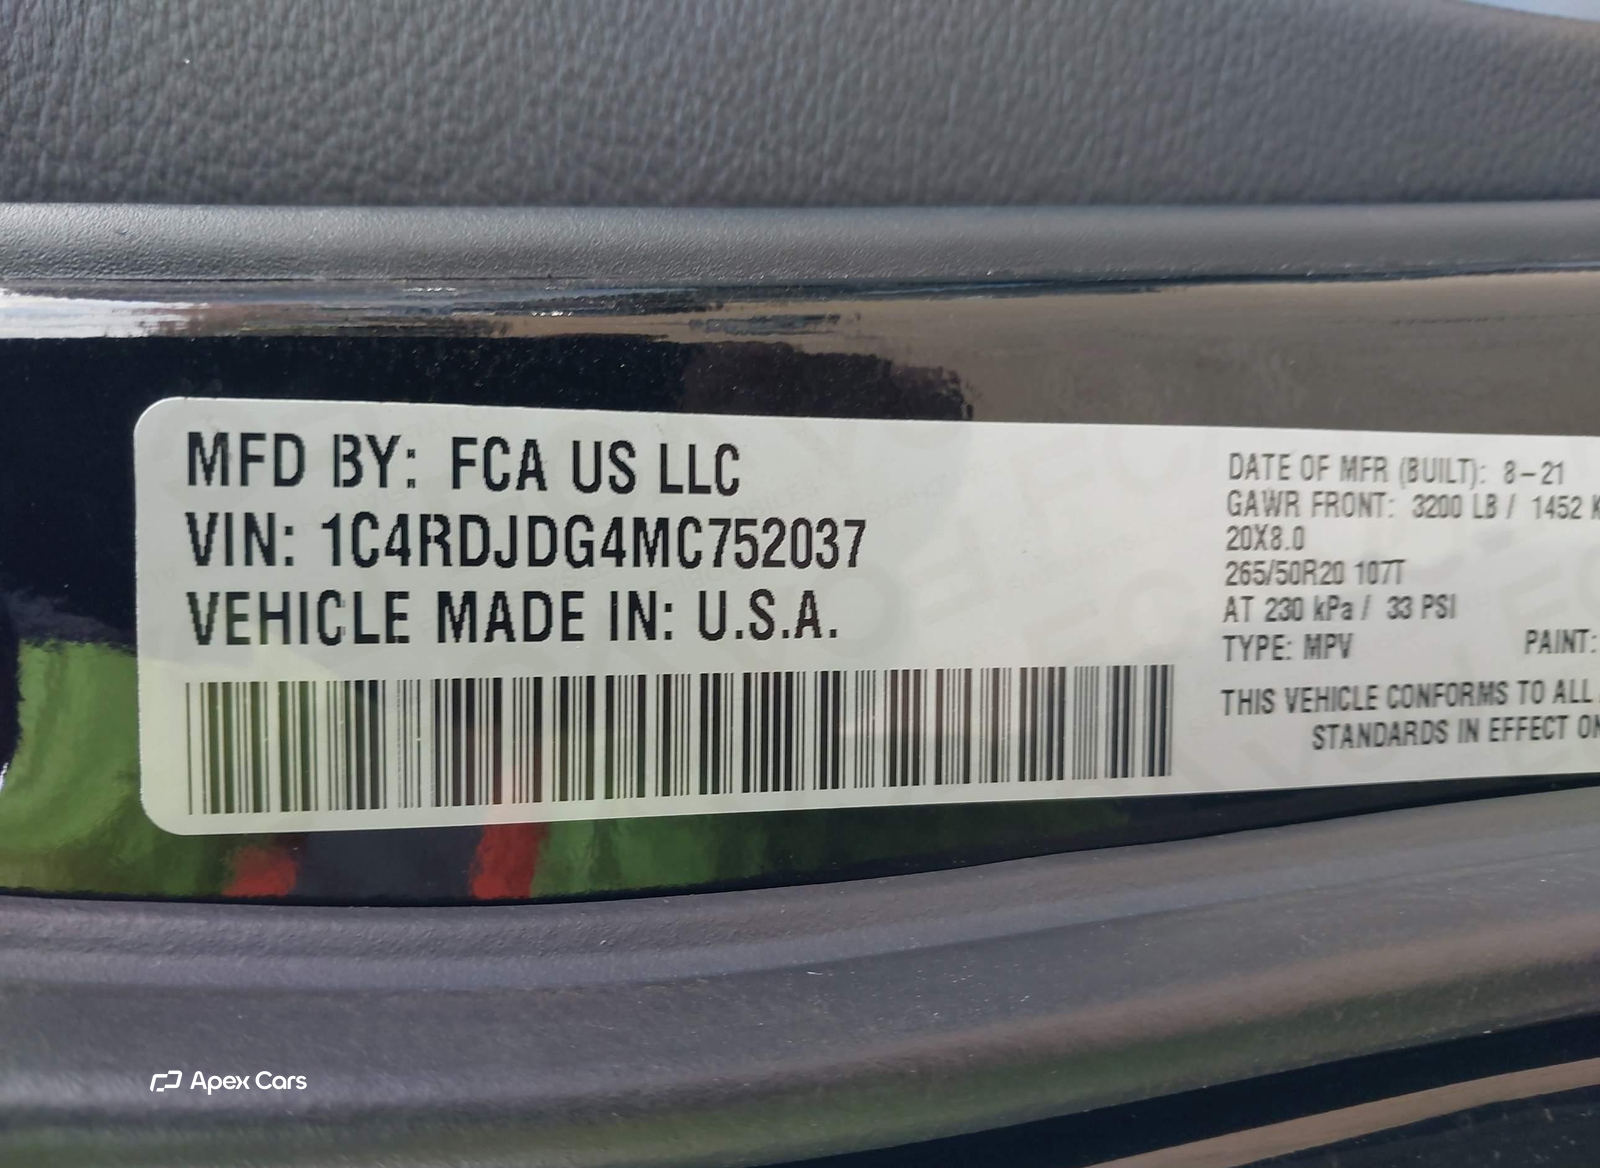 MFD BY: FCA US LLC
VIN: 1C4RDJDG4MC752037
VEHICLE MADE IN: U.S.A.
DATE OF MFR (BUILT): 8-21
GAWR FRONT: 3200 LB / 1452 K
20X8.0
265/50R20 107T
AT 230 kPa / 33 PSI
TYPE: MPV PAINT:
THIS VEHICLE CONFORMS TO ALL
STANDARDS IN EFFECT ON
Apex Cars